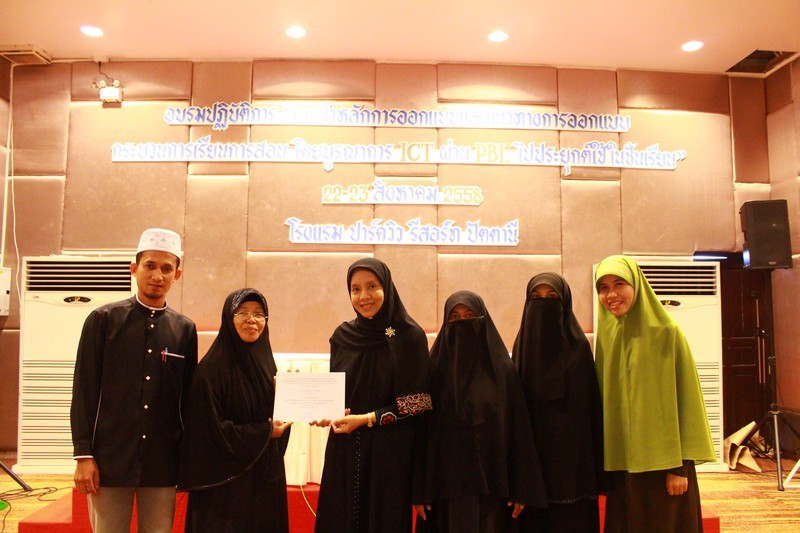 อบรมปฏิบัติการ หลักการออกแบบและแนวทางการออกแบบ
กระบวนการเรียนการสอน โดยบูรณาการ ICT ผ่าน PBL ไปประยุกต์ใช้ในชั้นเรียน"
22-23 สิงหาคม 2558
โรงแรม ปาร์ควิว รีสอร์ท ปัตตานี